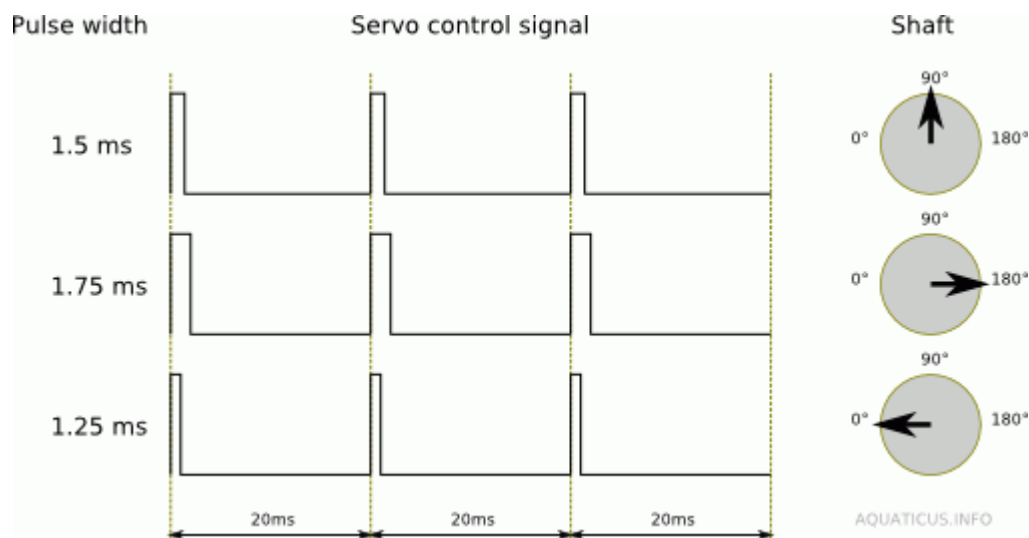 Pulse width Servo control signal Shaft
1.5 ms
90°
0° 180°
1.75 ms
90°
0° 180°
1.25 ms
90°
0° 180°
20ms 20ms 20ms
AQUATICUS.INFO